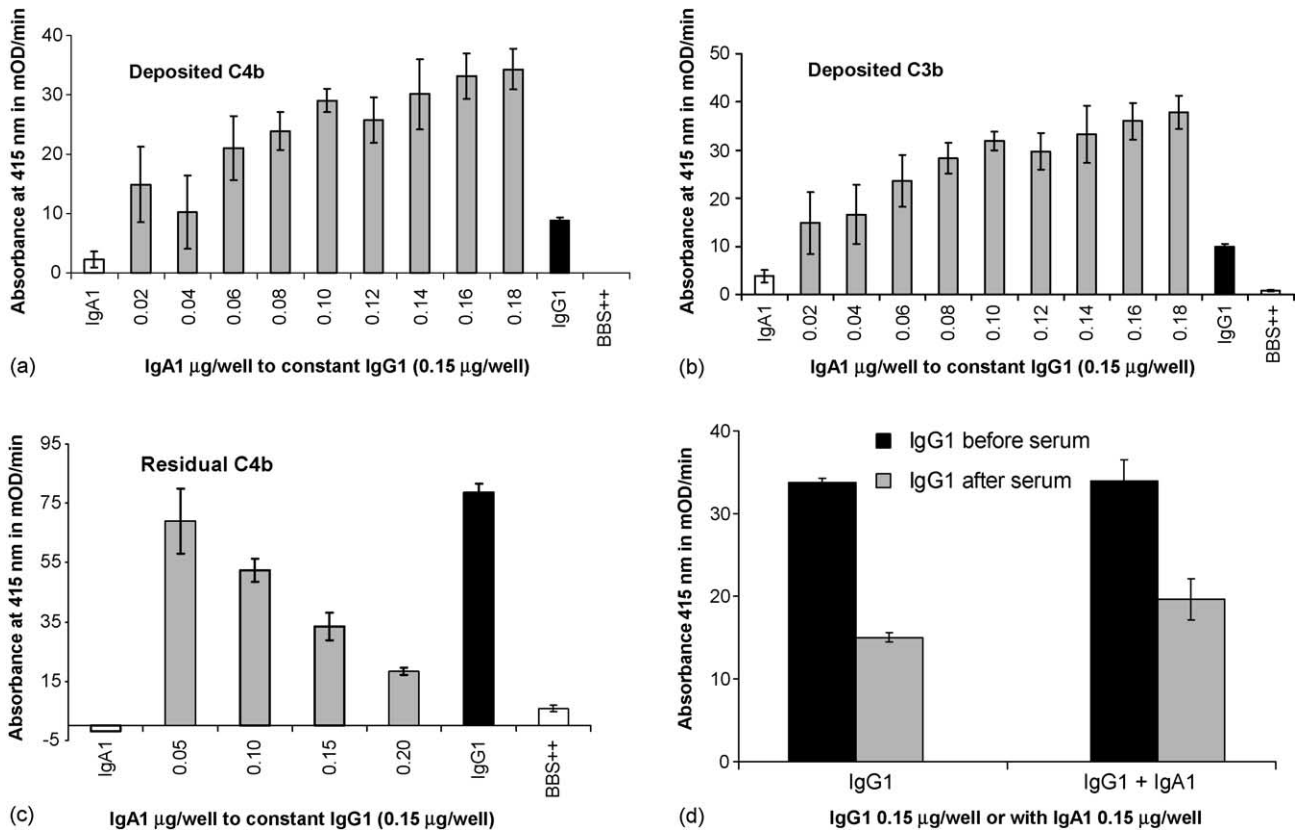 Absorbance at 415 nm in mOD/min
40
30
20
10
0
Deposited C4b
IgA1
0.02
0.04
0.06
0.08
0.10
0.12
0.14
0.16
0.18
IgG1
BBS++
(a)
IgA1 µg/well to constant IgG1 (0.15 µg/well)
Absorbance at 415 nm in mOD/min
50
40
30
20
10
0
Deposited C3b
IgA1
0.02
0.04
0.06
0.08
0.10
0.12
0.14
0.16
0.18
IgG1
BBS++
(b)
IgA1 µg/well to constant IgG1 (0.15 µg/well)
Absorbance at 415 nm in mOD/min
95
75
55
35
15
-5
Residual C4b
IgA1
0.05
0.10
0.15
0.20
IgG1
BBS++
(c)
IgA1 µg/well to constant IgG1 (0.15 µg/well)
Absorbance 415 nm in mOD/min
40
30
20
10
0
IgG1 before serum
IgG1 after serum
IgG1
IgG1 + IgA1
(d)
IgG1 0.15 µg/well or with IgA1 0.15 µg/well